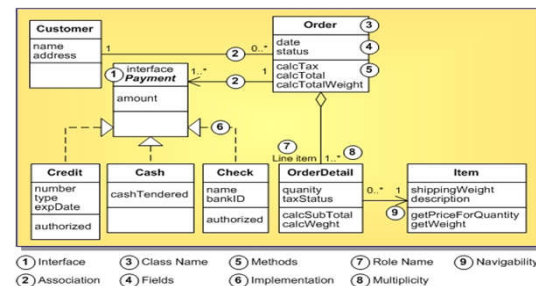 Customer
name
address
1
2
0..*
Order
3
date
status
4
calcTax
calcTotal
calcTotalWeight
5
1
interface
Payment
amount
1..*
2
1
6
7
Line item
1..*
8
Credit
number
type
expDate
authorized
Cash
cashTendered
Check
name
bankID
authorized
OrderDetail
quanity
taxStatus
calcSubTotal
calcWeght
0..*
1
9
Item
shippingWeight
description
getPriceForQuantity
getWeight
1 Interface
3 Class Name
5 Methods
7 Role Name
9 Navigability
2 Association
4 Fields
6 Implementation
8 Multiplicity